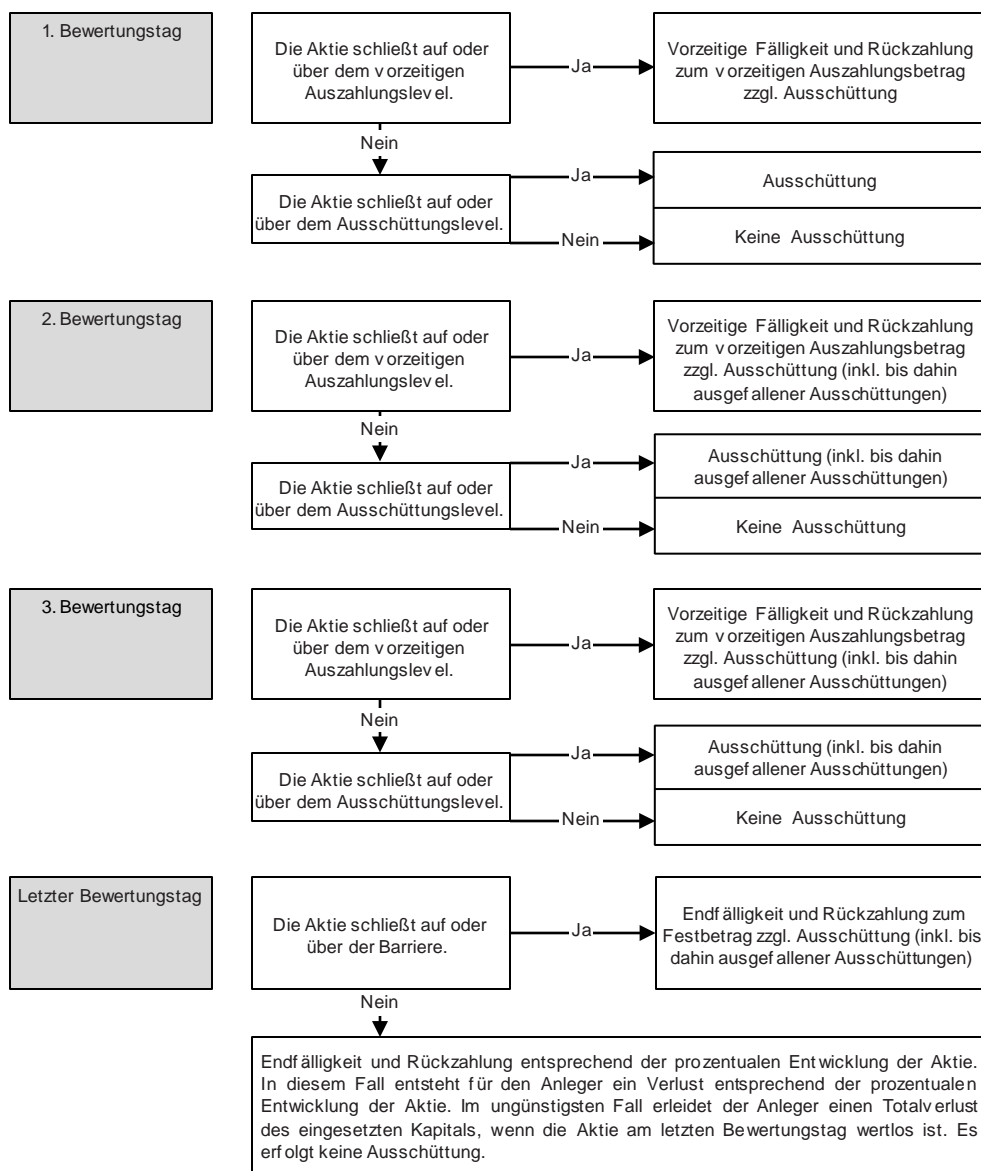 1. Bewertungstag
Die Aktie schließt auf oder
über dem vorzeitigen
Auszahlungslevel.
Ja
Vorzeitige Fälligkeit und Rückzahlung
zum vorzeitigen Auszahlungsbetrag
zzgl. Ausschüttung
Nein
Die Aktie schließt auf oder
über dem Ausschüttungslevel.
Ja
Ausschüttung
Nein
Keine Ausschüttung
2. Bewertungstag
Die Aktie schließt auf oder
über dem vorzeitigen
Auszahlungslevel.
Ja
Vorzeitige Fälligkeit und Rückzahlung
zum vorzeitigen Auszahlungsbetrag
zzgl. Ausschüttung (inkl. bis dahin
ausgefallener Ausschüttungen)
Nein
Die Aktie schließt auf oder
über dem Ausschüttungslevel.
Ja
Ausschüttung (inkl. bis dahin
ausgefallener Ausschüttungen)
Nein
Keine Ausschüttung
3. Bewertungstag
Die Aktie schließt auf oder
über dem vorzeitigen
Auszahlungslevel.
Ja
Vorzeitige Fälligkeit und Rückzahlung
zum vorzeitigen Auszahlungsbetrag
zzgl. Ausschüttung (inkl. bis dahin
ausgefallener Ausschüttungen)
Nein
Die Aktie schließt auf oder
über dem Ausschüttungslevel.
Ja
Ausschüttung (inkl. bis dahin
ausgefallener Ausschüttungen)
Nein
Keine Ausschüttung
Letzter Bewertungstag
Die Aktie schließt auf oder
über der Barriere.
Ja
Endfälligkeit und Rückzahlung zum
Festbetrag zzgl. Ausschüttung (inkl. bis
dahin ausgefallener Ausschüttungen)
Nein
Endfälligkeit und Rückzahlung entsprechend der prozentualen Entwicklung der Aktie.
In diesem Fall entsteht für den Anleger ein Verlust entsprechend der prozentualen
Entwicklung der Aktie. Im ungünstigsten Fall erleidet der Anleger einen Totalverlust
des eingesetzten Kapitals, wenn die Aktie am letzten Bewertungstag wertlos ist. Es
erfolgt keine Ausschüttung.